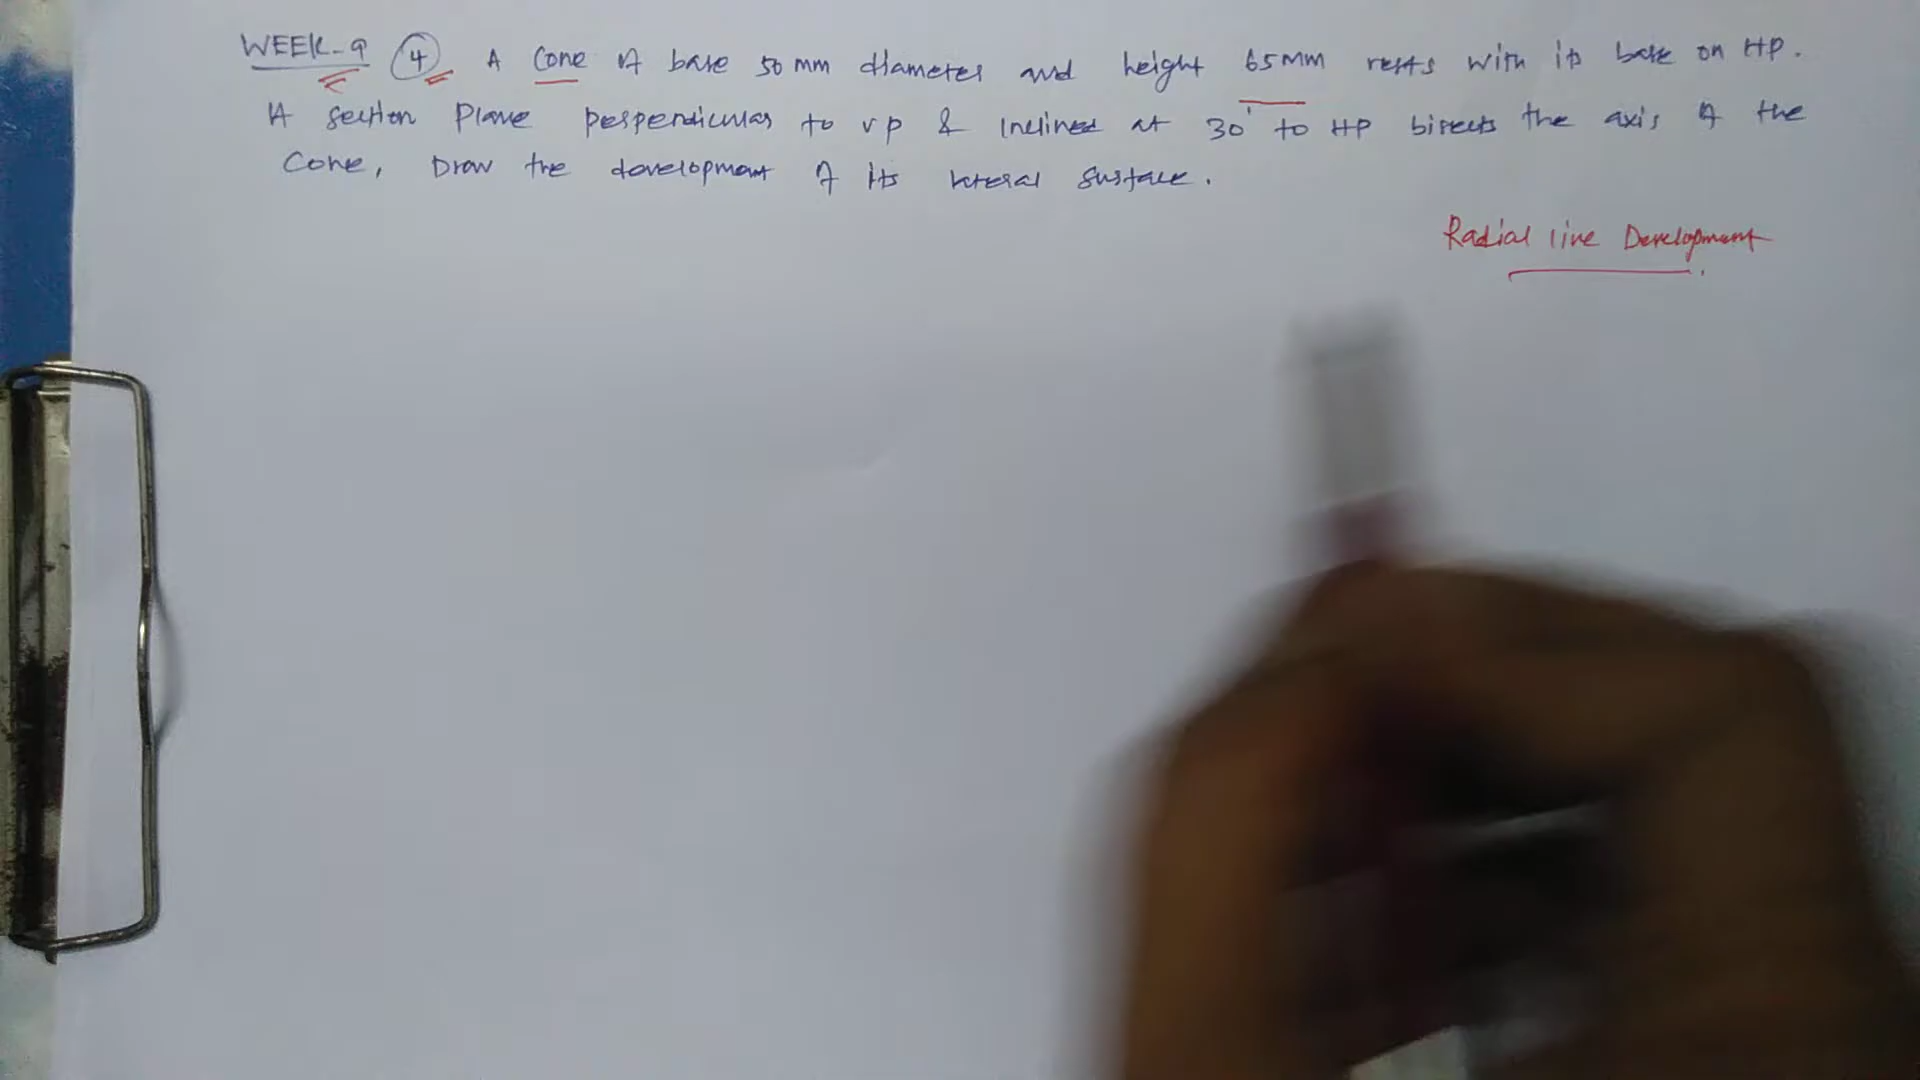 WEEK-9 ④ A Cone of base 50 mm diameter and height 65mm rests with its base on HP.
A section Plane perpendicular to VP & Inclined at 30° to HP bisects the axis of the
Cone, Draw the development of its lateral surface.
Radial line Development